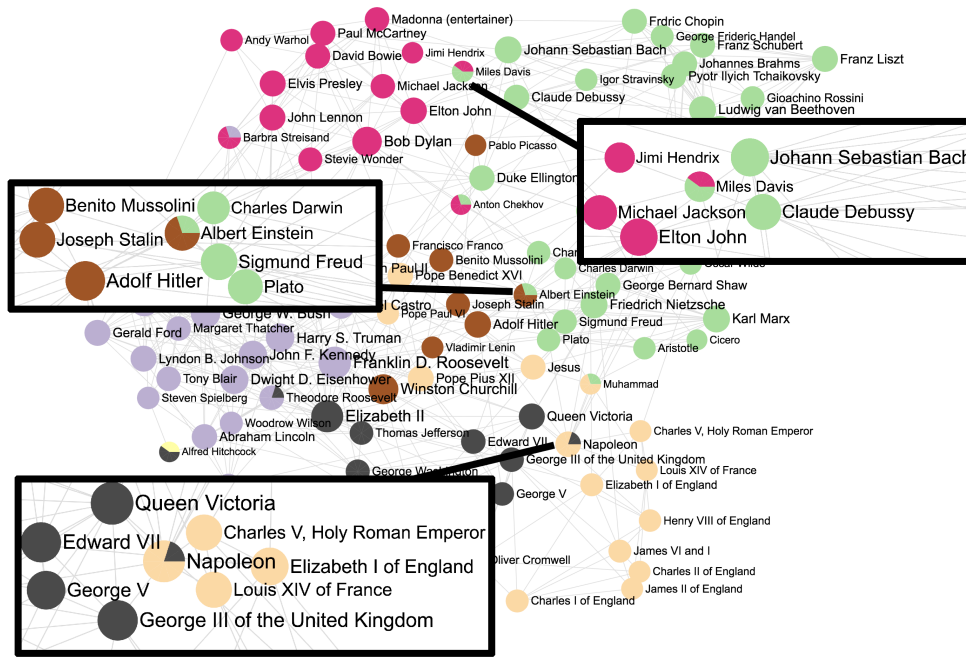 Madonna (entertainer)
Frdric Chopin
Andy Warhol
Paul McCartney
George Frideric Handel
Franz Schubert
David Bowie
Jimi Hendrix
Johann Sebastian Bach
Franz Liszt
Johannes Brahms
Miles Davis
Igor Stravinsky
Pyotr Ilyich Tchaikovsky
Elvis Presley
Michael Jackson
Claude Debussy
Gioachino Rossini
Elton John
Ludwig van Beethoven
John Lennon
Barbra Streisand
Bob Dylan
Pablo Picasso
Stevie Wonder
Duke Ellington
Anton Chekhov
Jimi Hendrix
Johann Sebastian Bach
Miles Davis
Michael Jackson
Claude Debussy
Elton John
Benito Mussolini
Charles Darwin
Joseph Stalin
Albert Einstein
Sigmund Freud
Adolf Hitler
Plato
Francisco Franco
Benito Mussolini
Paul II
Pope Benedict XVI
Charles Darwin
George Bernard Shaw
Albert Einstein
Castro
Joseph Stalin
Friedrich Nietzsche
Pope Paul VI
George W. Bush
Karl Marx
Adolf Hitler
Sigmund Freud
Gerald Ford
Margaret Thatcher
Harry S. Truman
Plato
Cicero
Vladimir Lenin
Aristotle
Lyndon B. Johnson
John F. Kennedy
Franklin D. Roosevelt
Jesus
Tony Blair
Dwight D. Eisenhower
Pope Pius XII
Muhammad
Winston Churchill
Steven Spielberg
Theodore Roosevelt
Elizabeth II
Queen Victoria
Woodrow Wilson
Thomas Jefferson
Charles V, Holy Roman Emperor
Abraham Lincoln
Edward VII
Napoleon
Alfred Hitchcock
George III of the United Kingdom
George Washington
Louis XIV of France
Elizabeth I of England
George V
Henry VIII of England
James VI and I
Oliver Cromwell
Charles II of England
James II of England
Charles I of England
Queen Victoria
Charles V, Holy Roman Emperor
Edward VII
Napoleon
Elizabeth I of England
George V
Louis XIV of France
George III of the United Kingdom